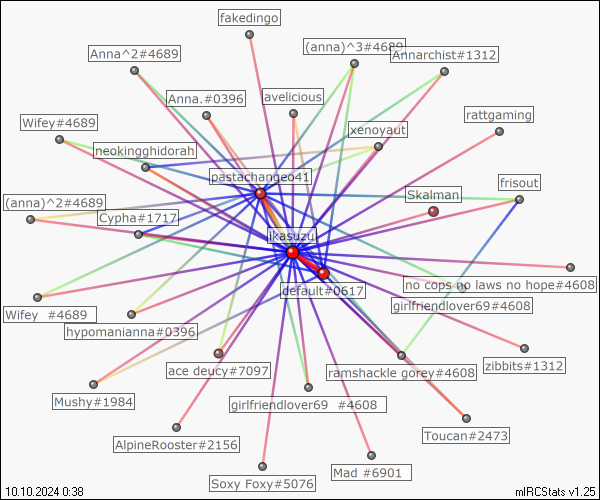 fakedingo
(anna)^3#4689
Anna^2#4689
Annarchist#1312
Anna.#0396
avelicious
rattgaming
Wifey#4689
xenoyaut
neokingghidorah
pastachangeo41
frisout
Skalman
(anna)^2#4689
Cypha#1717
ikasuzui
no cops no laws no hope#4608
default#0617
girlfriendlover69#4608
Wifey  #4689
hypomanianna#0396
zibbits#1312
ace deucy#7097
ramshackle gorey#4608
Mushy#1984
girlfriendlover69  #4608
Toucan#2473
AlpineRooster#2156
Mad #6901
Soxy Foxy#5076
10.10.2024 0:38
mIRCStats v1.25